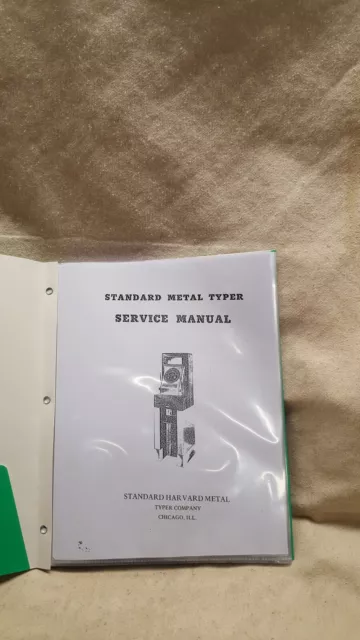 STANDARD METAL TYPER
SERVICE MANUAL
STANDARD HARVARD METAL
TYPER COMPANY
CHICAGO, ILL.